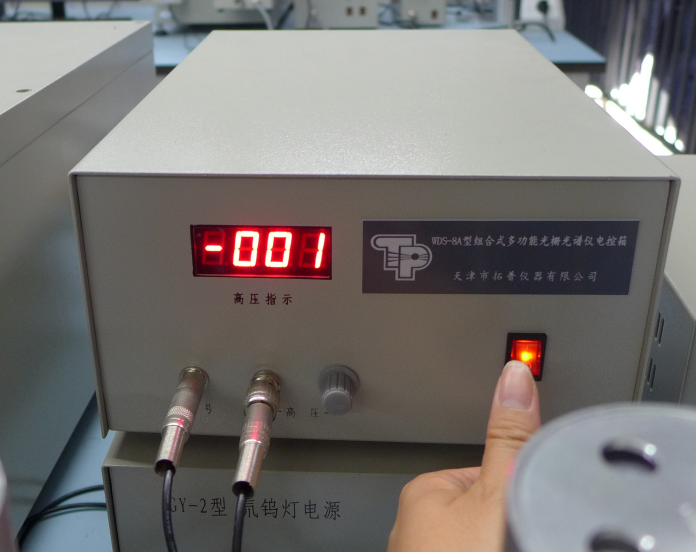 -001
WDS-8A型组合式多功能光栅光谱仪电控箱
TP
天津市拓普仪器有限公司
高压指示
号
高压
GY-2型 氘钨灯电源